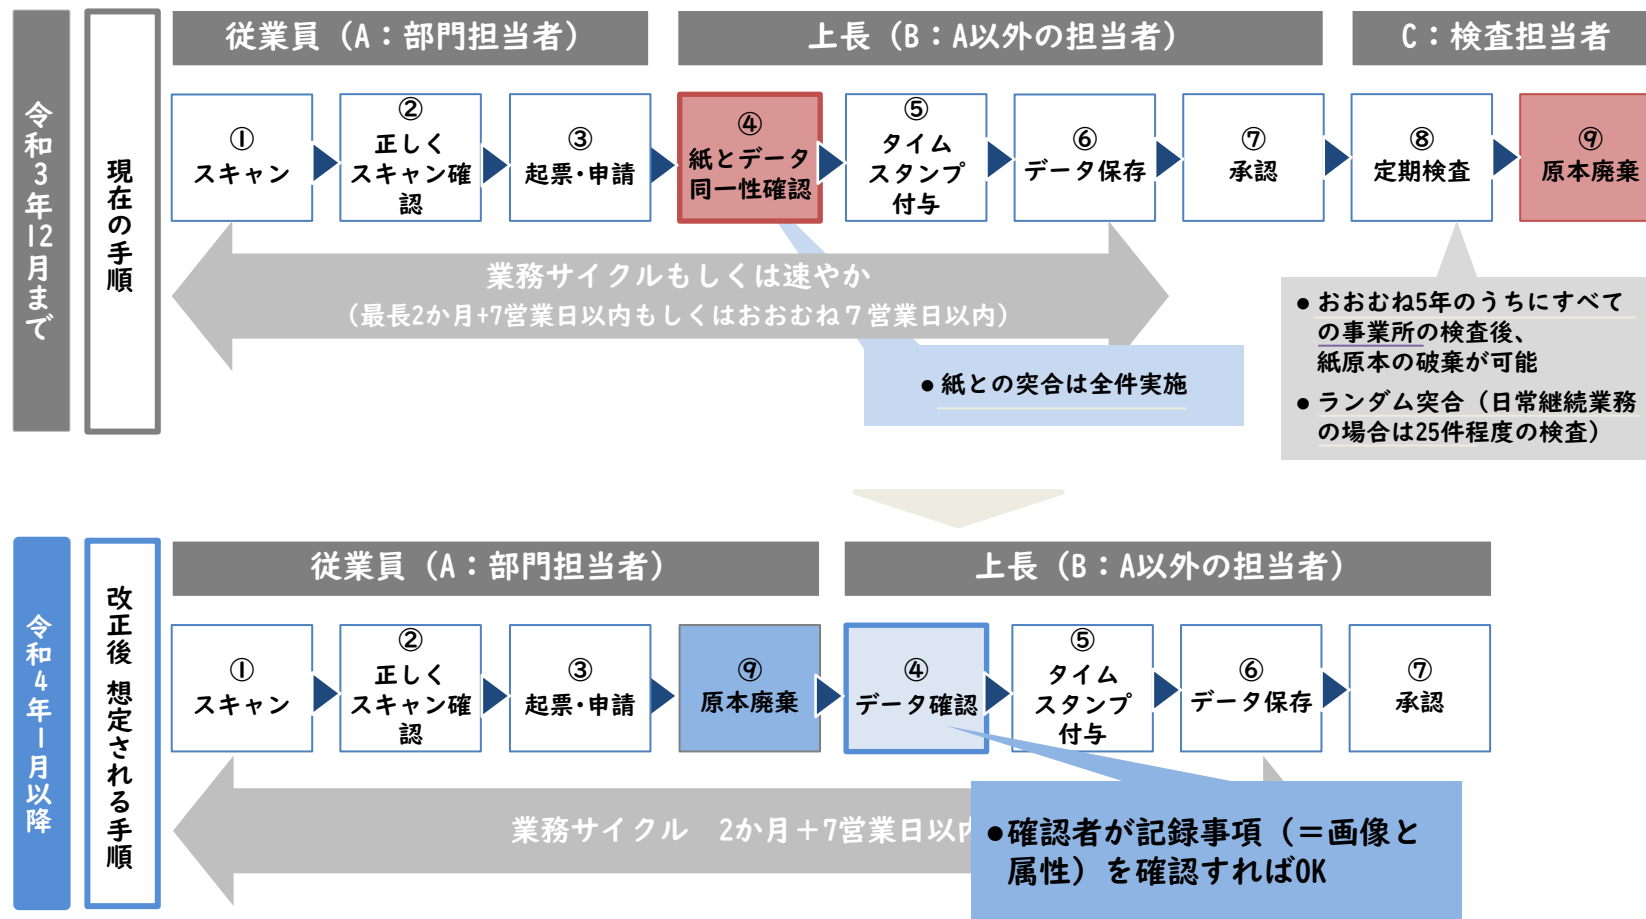 令和3年12月まで
現在の手順
従業員（A：部門担当者）
上長（B：A以外の担当者）
C：検査担当者
①
スキャン
②
正しく
スキャン確
認
③
起票・申請
④
紙とデータ
同一性確認
⑤
タイム
スタンプ
付与
⑥
データ保存
⑦
承認
⑧
定期検査
⑨
原本廃棄
業務サイクルもしくは速やか
（最長2か月+7営業日以内もしくはおおむね７営業日以内）
●紙との突合は全件実施
●おおむね5年のうちにすべて
の事業所の検査後、
紙原本の破棄が可能
●ランダム突合（日常継続業務
の場合は25件程度の検査）
令和4年1月以降
改正後 想定される手順
従業員（A：部門担当者）
上長（B：A以外の担当者）
①
スキャン
②
正しく
スキャン確
認
③
起票・申請
⑨
原本廃棄
④
データ確認
⑤
タイム
スタンプ
付与
⑥
データ保存
⑦
承認
業務サイクル　2か月＋7営業日以内
●確認者が記録事項（＝画像と
属性）を確認すればOK